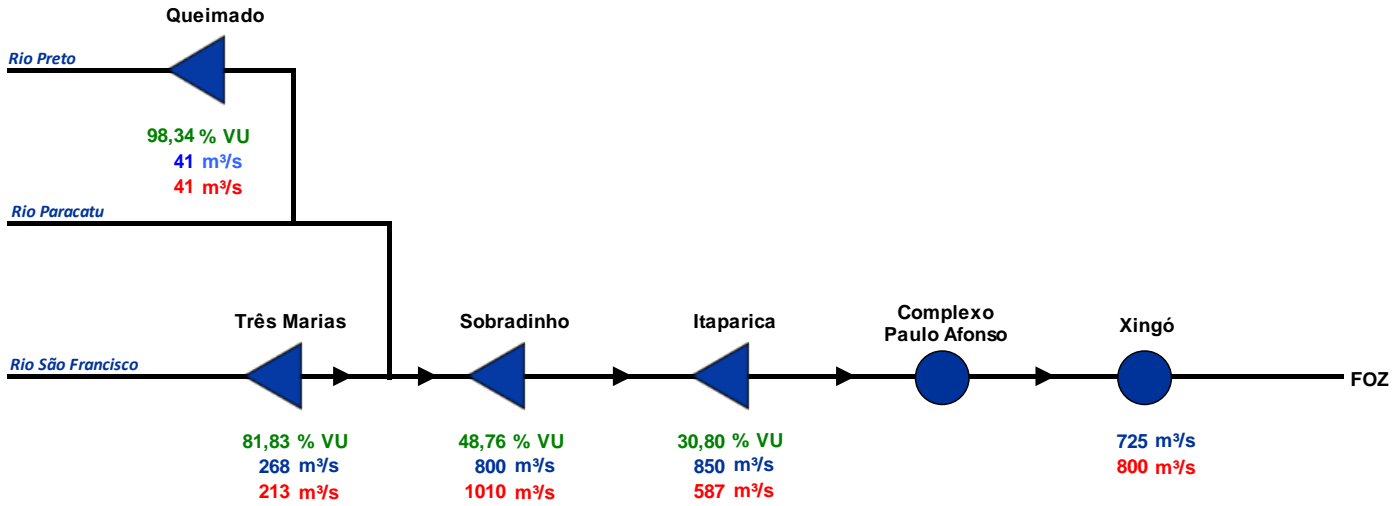 Queimado
Rio Preto
98,34 % VU
41 m³/s
41 m³/s
Rio Paracatu
Três Marias
Sobradinho
Itaparica
Complexo
Paulo Afonso
Xingó
Rio São Francisco
FOZ
81,83 % VU
268 m³/s
213 m³/s
48,76 % VU
800 m³/s
1010 m³/s
30,80 % VU
850 m³/s
587 m³/s
725 m³/s
800 m³/s